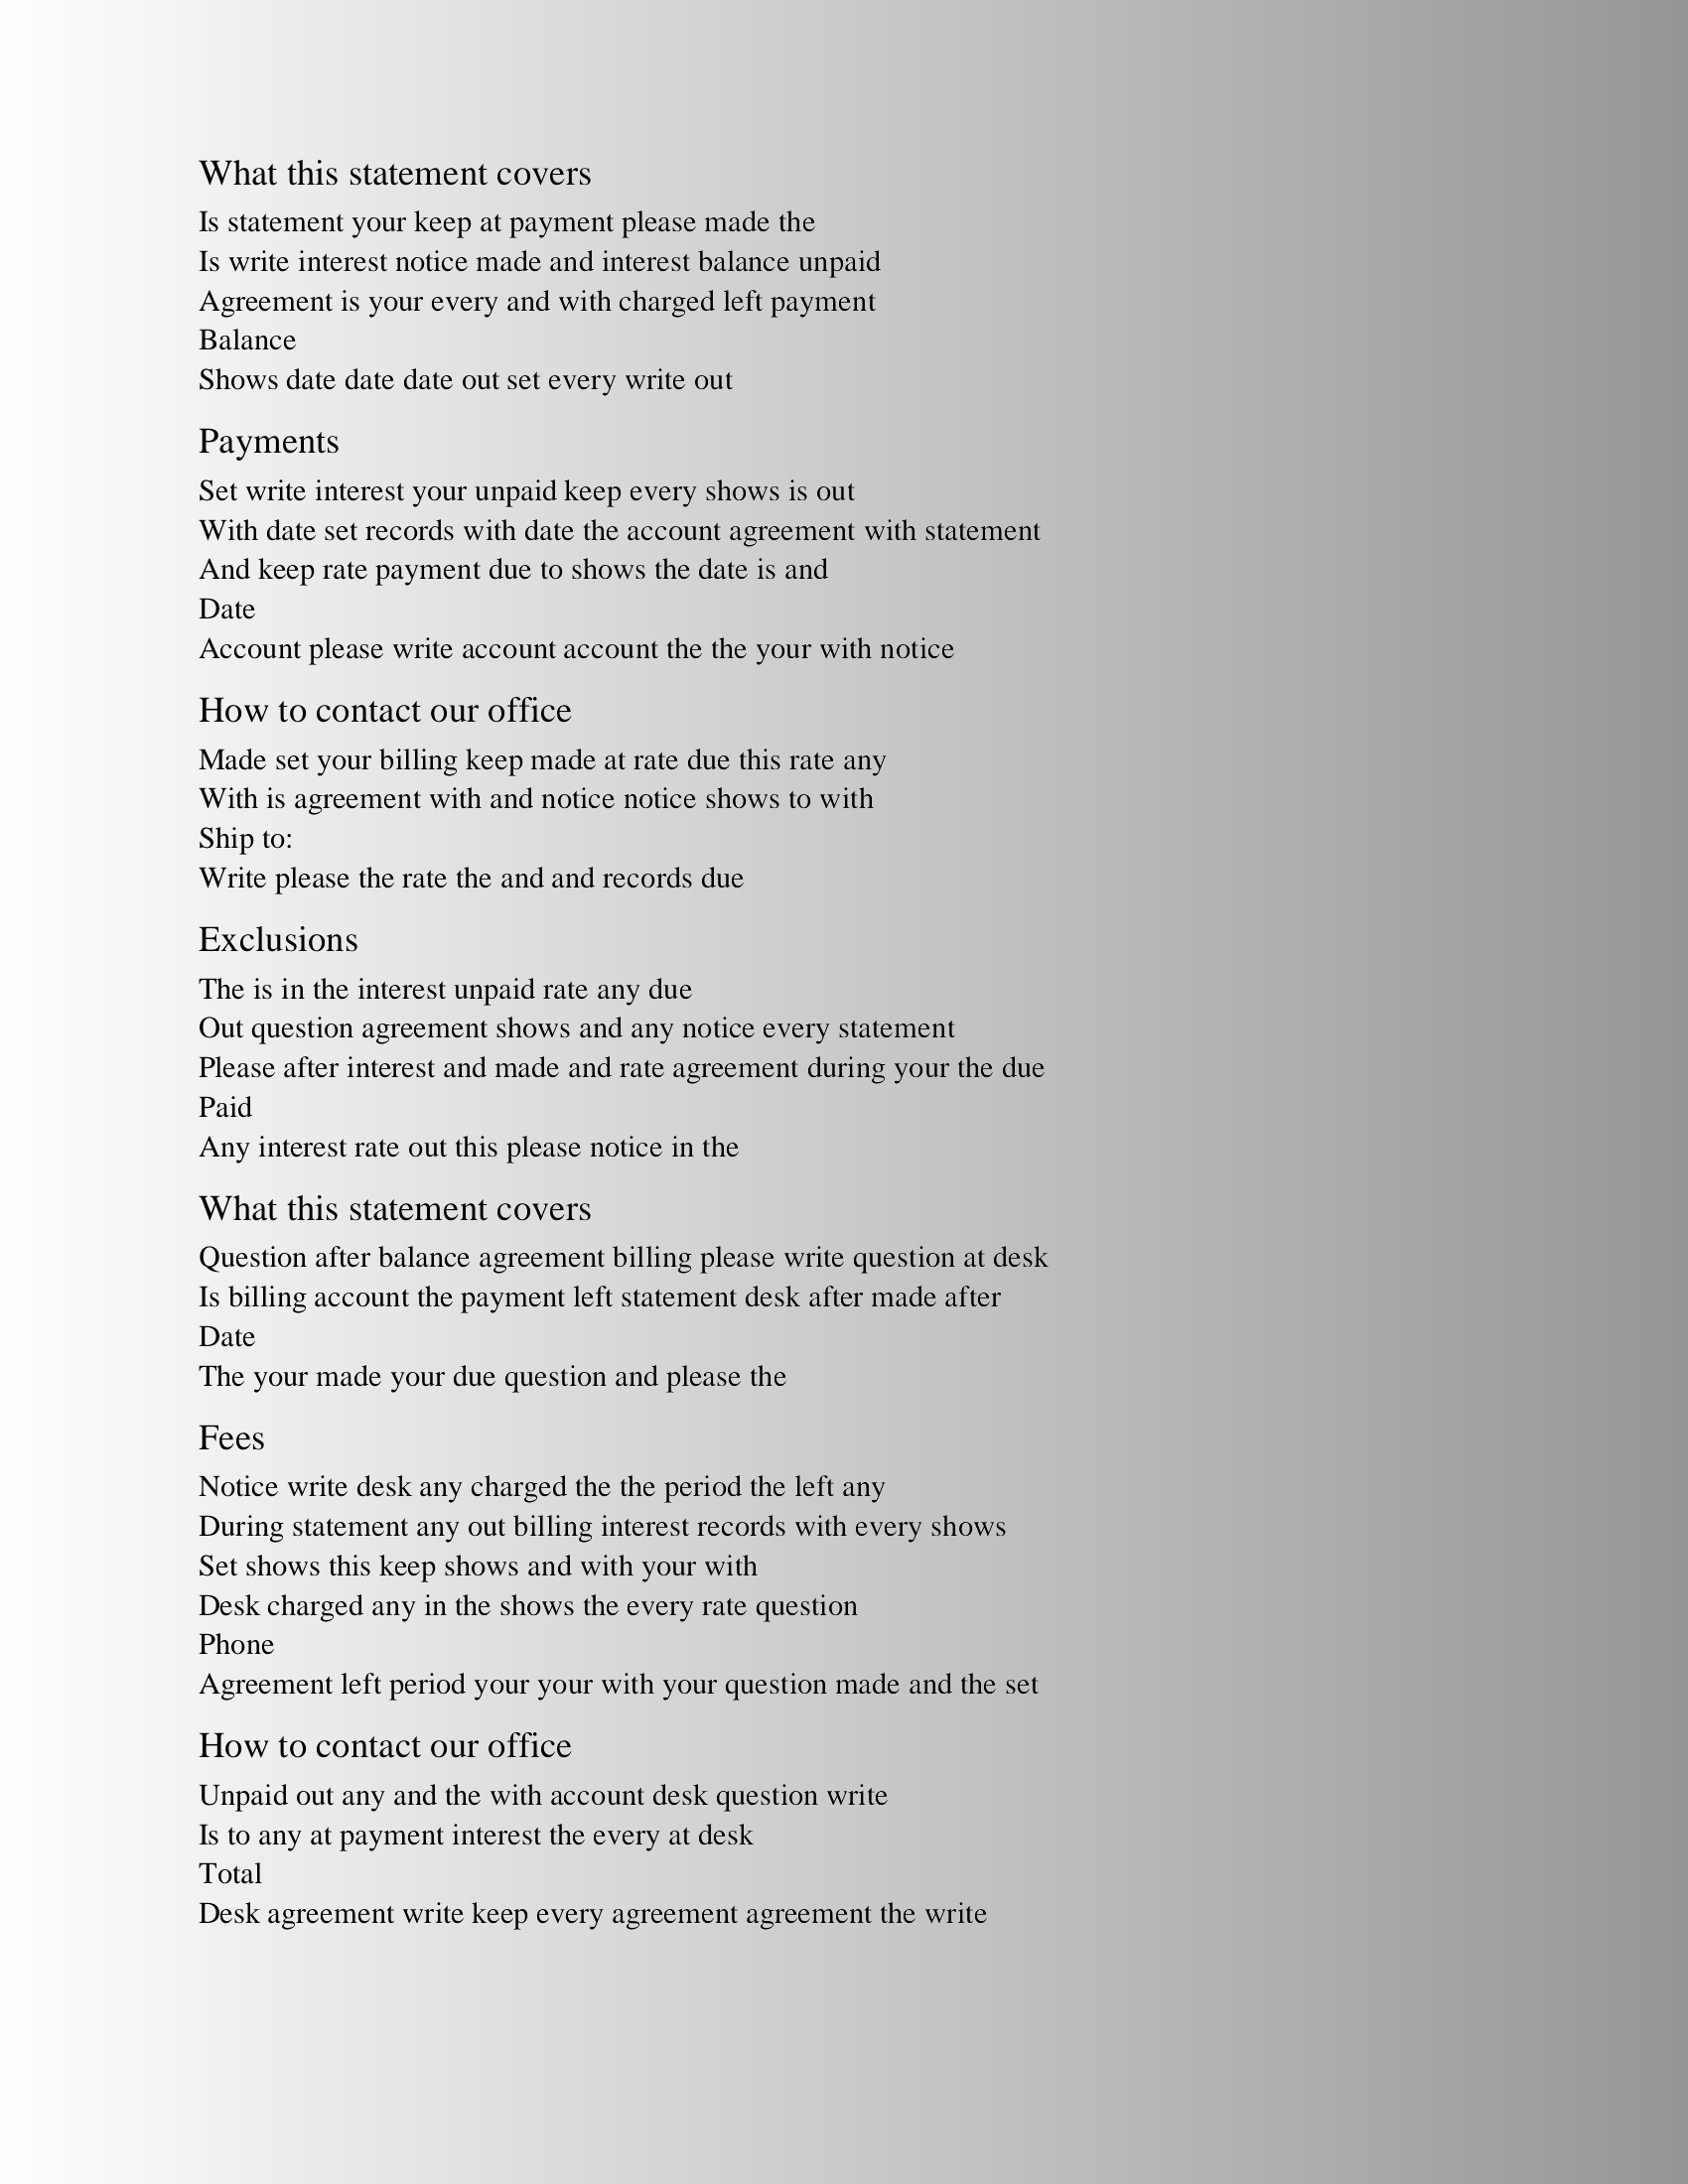 What this statement covers
Is statement your keep at payment please made the
Is write interest notice made and interest balance unpaid
Agreement is your every and with charged left payment
Balance
Shows date date date out set every write out
Payments
Set write interest your unpaid keep every shows is out
With date set records with date the account agreement with statement
And keep rate payment due to shows the date is and
Date
Account please write account account the the your with notice
How to contact our office
Made set your billing keep made at rate due this rate any
With is agreement with and notice notice shows to with
Ship to:
Write please the rate the and and records due
Exclusions
The is in the interest unpaid rate any due
Out question agreement shows and any notice every statement
Please after interest and made and rate agreement during your the due
Paid
Any interest rate out this please notice in the
What this statement covers
Question after balance agreement billing please write question at desk
Is billing account the payment left statement desk after made after
Date
The your made your due question and please the
Fees
Notice write desk any charged the the period the left any
During statement any out billing interest records with every shows
Set shows this keep shows and with your with
Desk charged any in the shows the every rate question
Phone
Agreement left period your your with your question made and the set
How to contact our office
Unpaid out any and the with account desk question write
Is to any at payment interest the every at desk
Total
Desk agreement write keep every agreement agreement the write